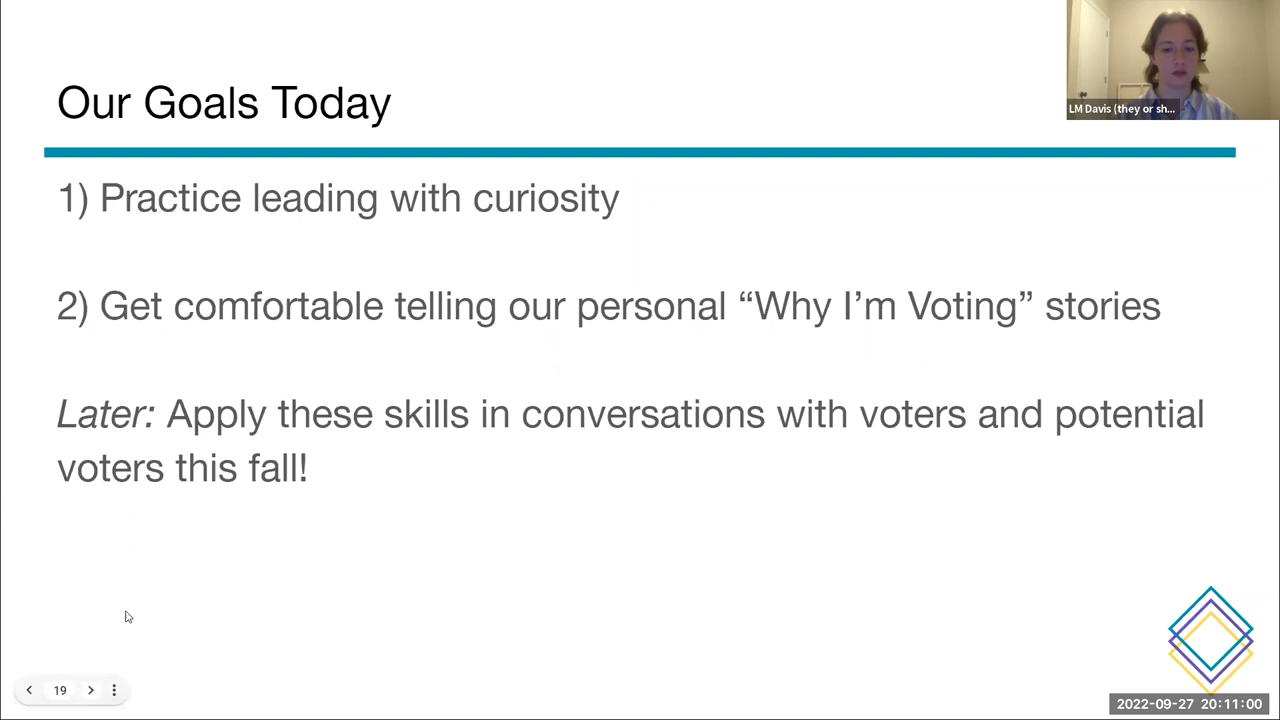 Our Goals Today
LM Davis (they or sh...
1) Practice leading with curiosity
2) Get comfortable telling our personal “Why I’m Voting” stories
Later: Apply these skills in conversations with voters and potential
voters this fall!
19
2022-09-27 20:11:00